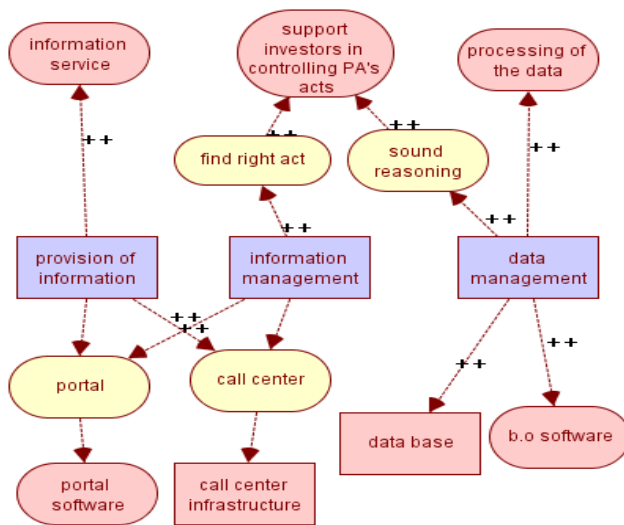 information
service
support
investors in
controlling PA's
acts
processing of
the data
++
++
++
++
find right act
sound
reasoning
++
++
provision of
information
information
management
data
management
++
++
++
++
portal
call center
data base
b.o software
portal
software
call center
infrastructure